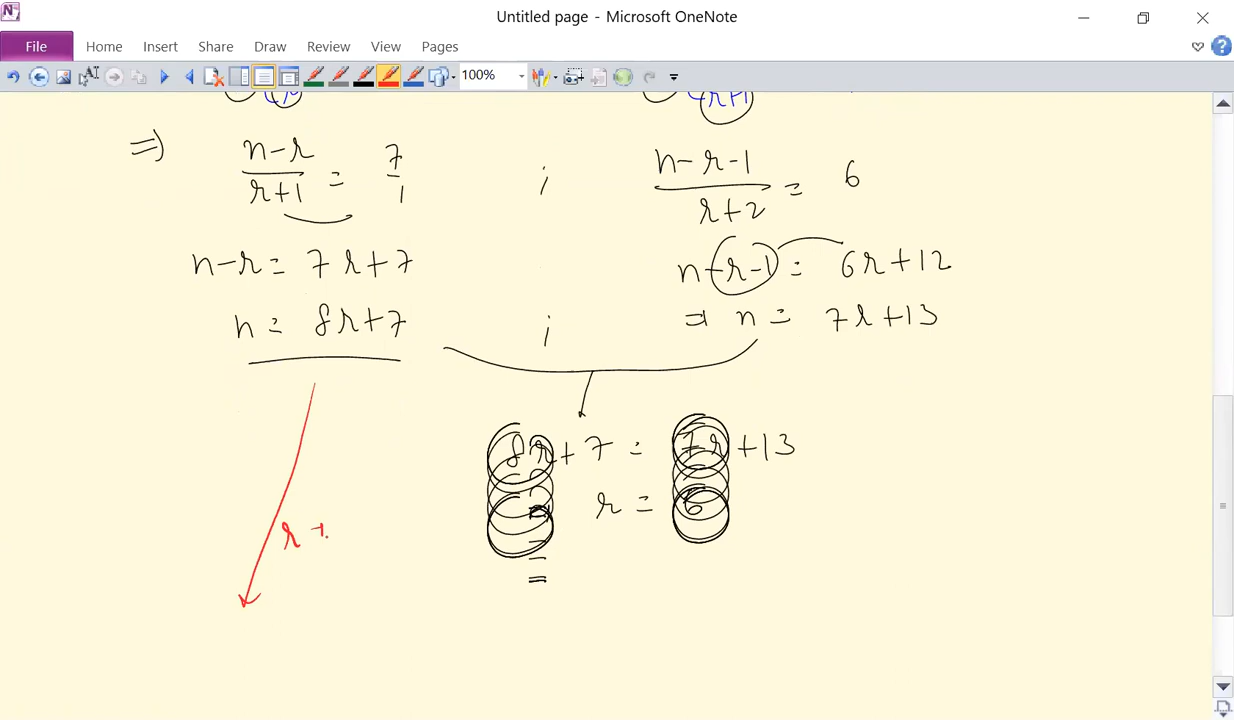 Untitled page - Microsoft OneNote
File Home Insert Share Draw Review View Pages
100%
=> n-r/r+1 = 7/1 ; n-r-1/r+2 = 6
n-r = 7r+7 n-r-1 = 6r+12
n = 8r+7 ; => n = 7r+13
8r+7 = 7r+13
r = 6
r +